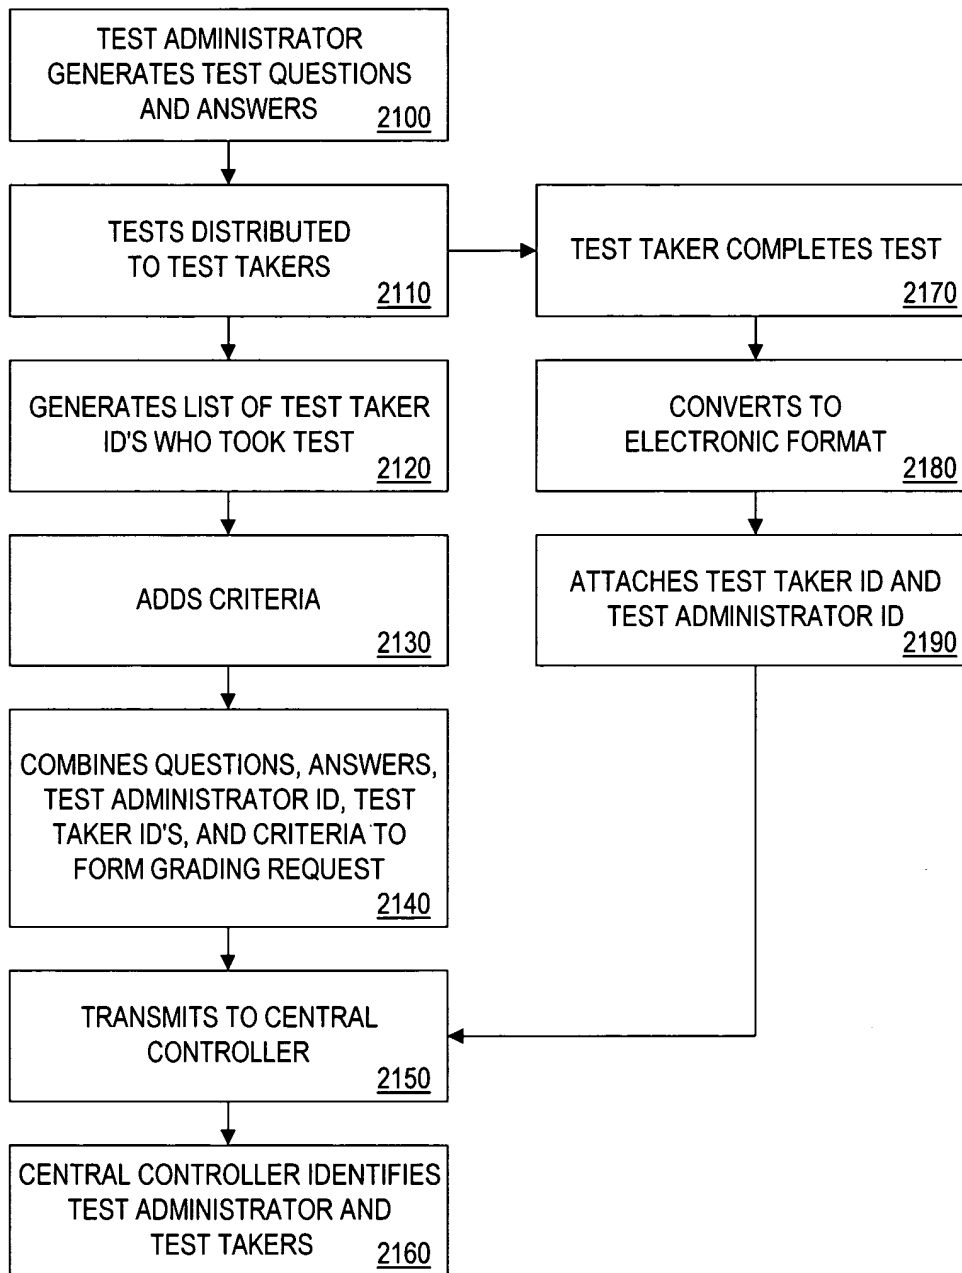 TEST ADMINISTRATOR
GENERATES TEST QUESTIONS
AND ANSWERS
2100
TESTS DISTRIBUTED
TO TEST TAKERS
2110
GENERATES LIST OF TEST TAKER
ID'S WHO TOOK TEST
2120
ADDS CRITERIA
2130
COMBINES QUESTIONS, ANSWERS,
TEST ADMINISTRATOR ID, TEST
TAKER ID'S, AND CRITERIA TO
FORM GRADING REQUEST
2140
TRANSMITS TO CENTRAL
CONTROLLER
2150
CENTRAL CONTROLLER IDENTIFIES
TEST ADMINISTRATOR AND
TEST TAKERS
2160
TEST TAKER COMPLETES TEST
2170
CONVERTS TO
ELECTRONIC FORMAT
2180
ATTACHES TEST TAKER ID AND
TEST ADMINISTRATOR ID
2190